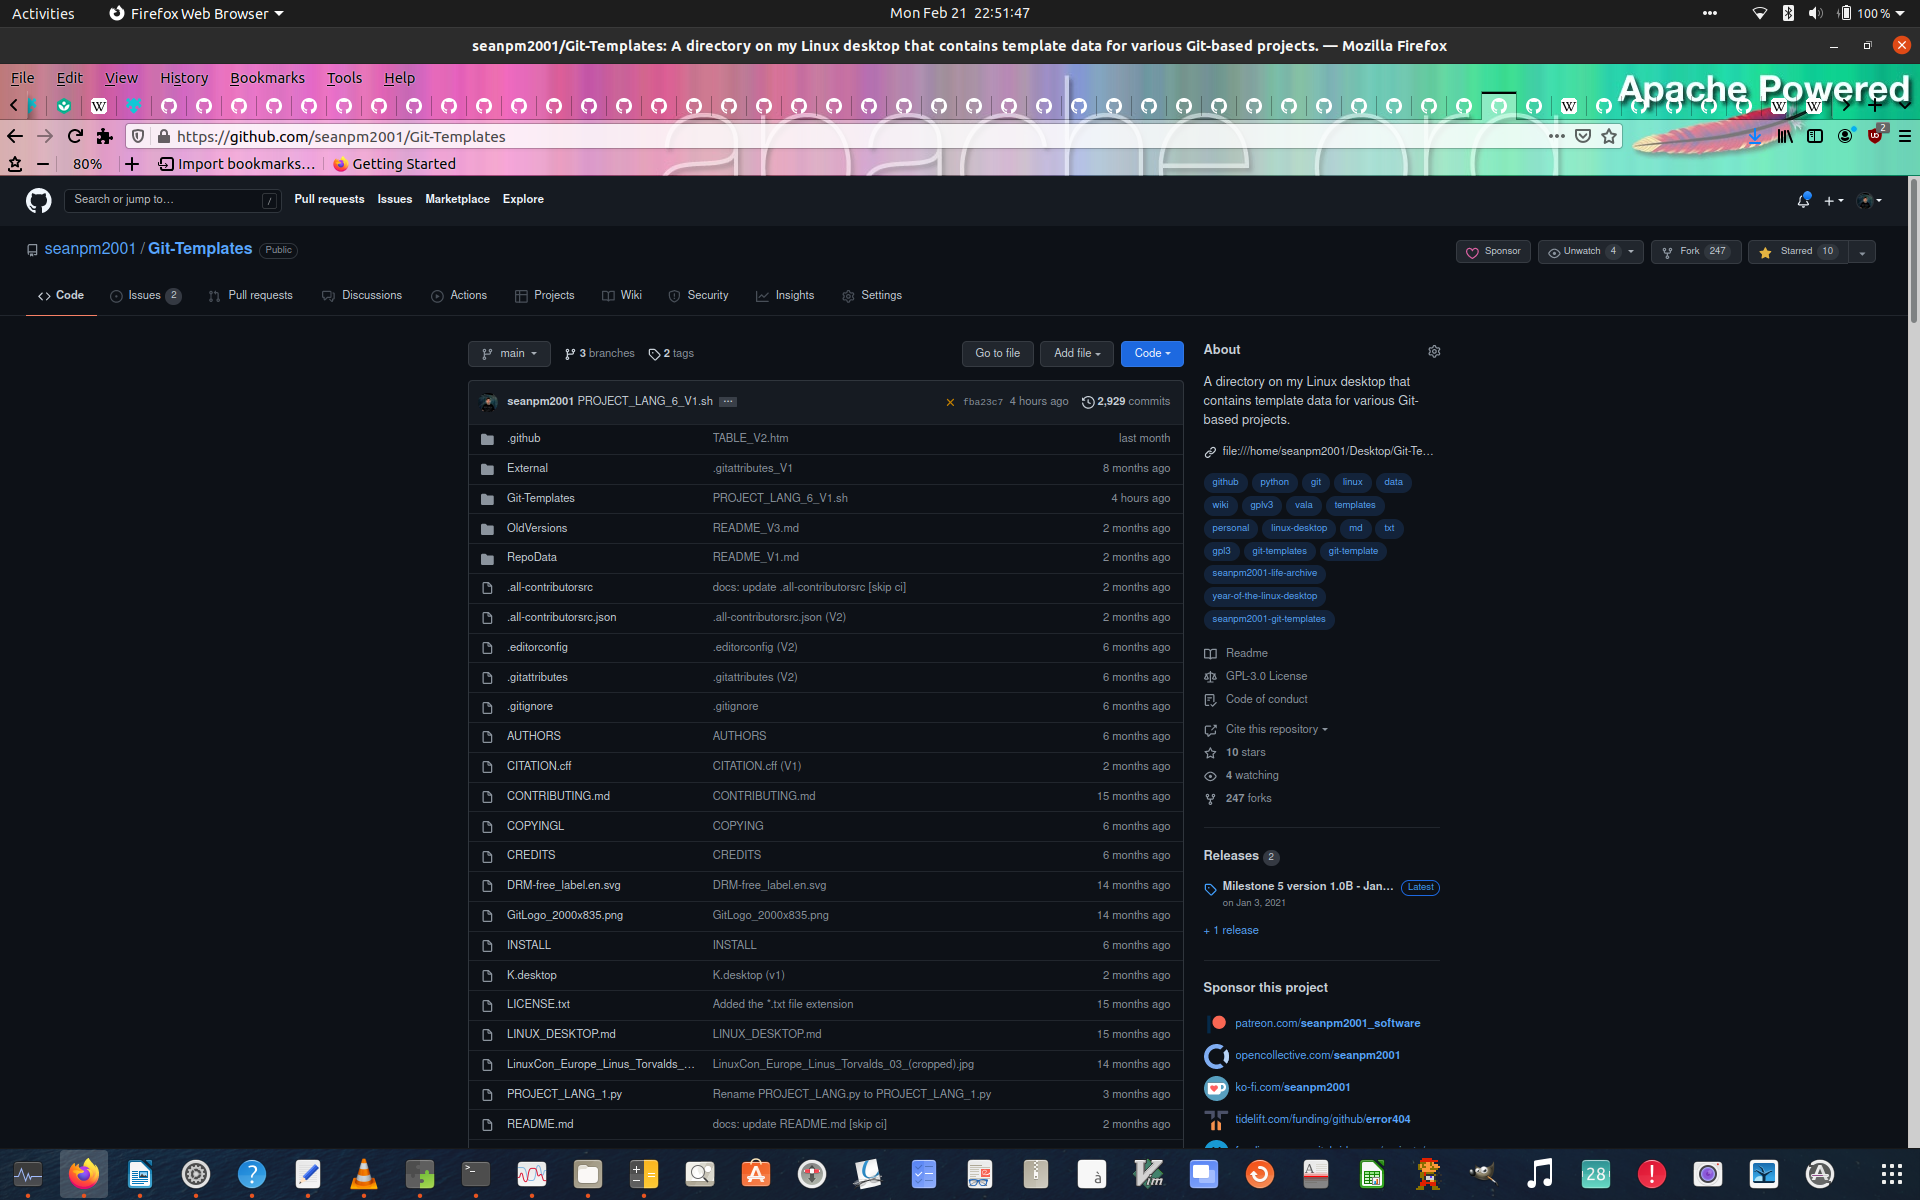 Activities Firefox Web Browser Mon Feb 21 22:51:47 100 %
seanpm2001/Git-Templates: A directory on my Linux desktop that contains template data for various Git-based projects. — Mozilla Firefox
File Edit View History Bookmarks Tools Help
Apache Powered
https://github.com/seanpm2001/Git-Templates
2
80% Import bookmarks… Getting Started
Search or jump to… / Pull requests Issues Marketplace Explore
seanpm2001 / Git-Templates Public
Sponsor Unwatch 4 Fork 247 Starred 10
Code Issues 2 Pull requests Discussions Actions Projects Wiki Security Insights Settings
main 3 branches 2 tags Go to file Add file Code
seanpm2001 PROJECT_LANG_6_V1.sh ... fba23c7 4 hours ago 2,929 commits
.github TABLE_V2.htm last month
External .gitattributes_V1 8 months ago
Git-Templates PROJECT_LANG_6_V1.sh 4 hours ago
OldVersions README_V3.md 2 months ago
RepoData README_V1.md 2 months ago
.all-contributorsrc docs: update .all-contributorsrc [skip ci] 2 months ago
.all-contributorsrc.json .all-contributorsrc.json (V2) 2 months ago
.editorconfig .editorconfig (V2) 6 months ago
.gitattributes .gitattributes (V2) 6 months ago
.gitignore .gitignore 6 months ago
AUTHORS AUTHORS 6 months ago
CITATION.cff CITATION.cff (V1) 2 months ago
CONTRIBUTING.md CONTRIBUTING.md 15 months ago
COPYINGL COPYING 6 months ago
CREDITS CREDITS 6 months ago
DRM-free_label.en.svg DRM-free_label.en.svg 14 months ago
GitLogo_2000x835.png GitLogo_2000x835.png 14 months ago
INSTALL INSTALL 6 months ago
K.desktop K.desktop (v1) 2 months ago
LICENSE.txt Added the *.txt file extension 15 months ago
LINUX_DESKTOP.md LINUX_DESKTOP.md 15 months ago
LinuxCon_Europe_Linus_Torvalds_... LinuxCon_Europe_Linus_Torvalds_03_(cropped).jpg 14 months ago
PROJECT_LANG_1.py Rename PROJECT_LANG.py to PROJECT_LANG_1.py 3 months ago
README.md docs: update README.md [skip ci] 2 months ago
About
A directory on my Linux desktop that
contains template data for various Git-
based projects.
file:///home/seanpm2001/Desktop/Git-Te...
github python git linux data
wiki gplv3 vala templates
personal linux-desktop md txt
gpl3 git-templates git-template
seanpm2001-life-archive
year-of-the-linux-desktop
seanpm2001-git-templates
Readme
GPL-3.0 License
Code of conduct
Cite this repository
10 stars
4 watching
247 forks
Releases 2
Milestone 5 version 1.0B - Jan... Latest
on Jan 3, 2021
+ 1 release
Sponsor this project
patreon.com/seanpm2001_software
opencollective.com/seanpm2001
ko-fi.com/seanpm2001
tidelift.com/funding/github/error404
28